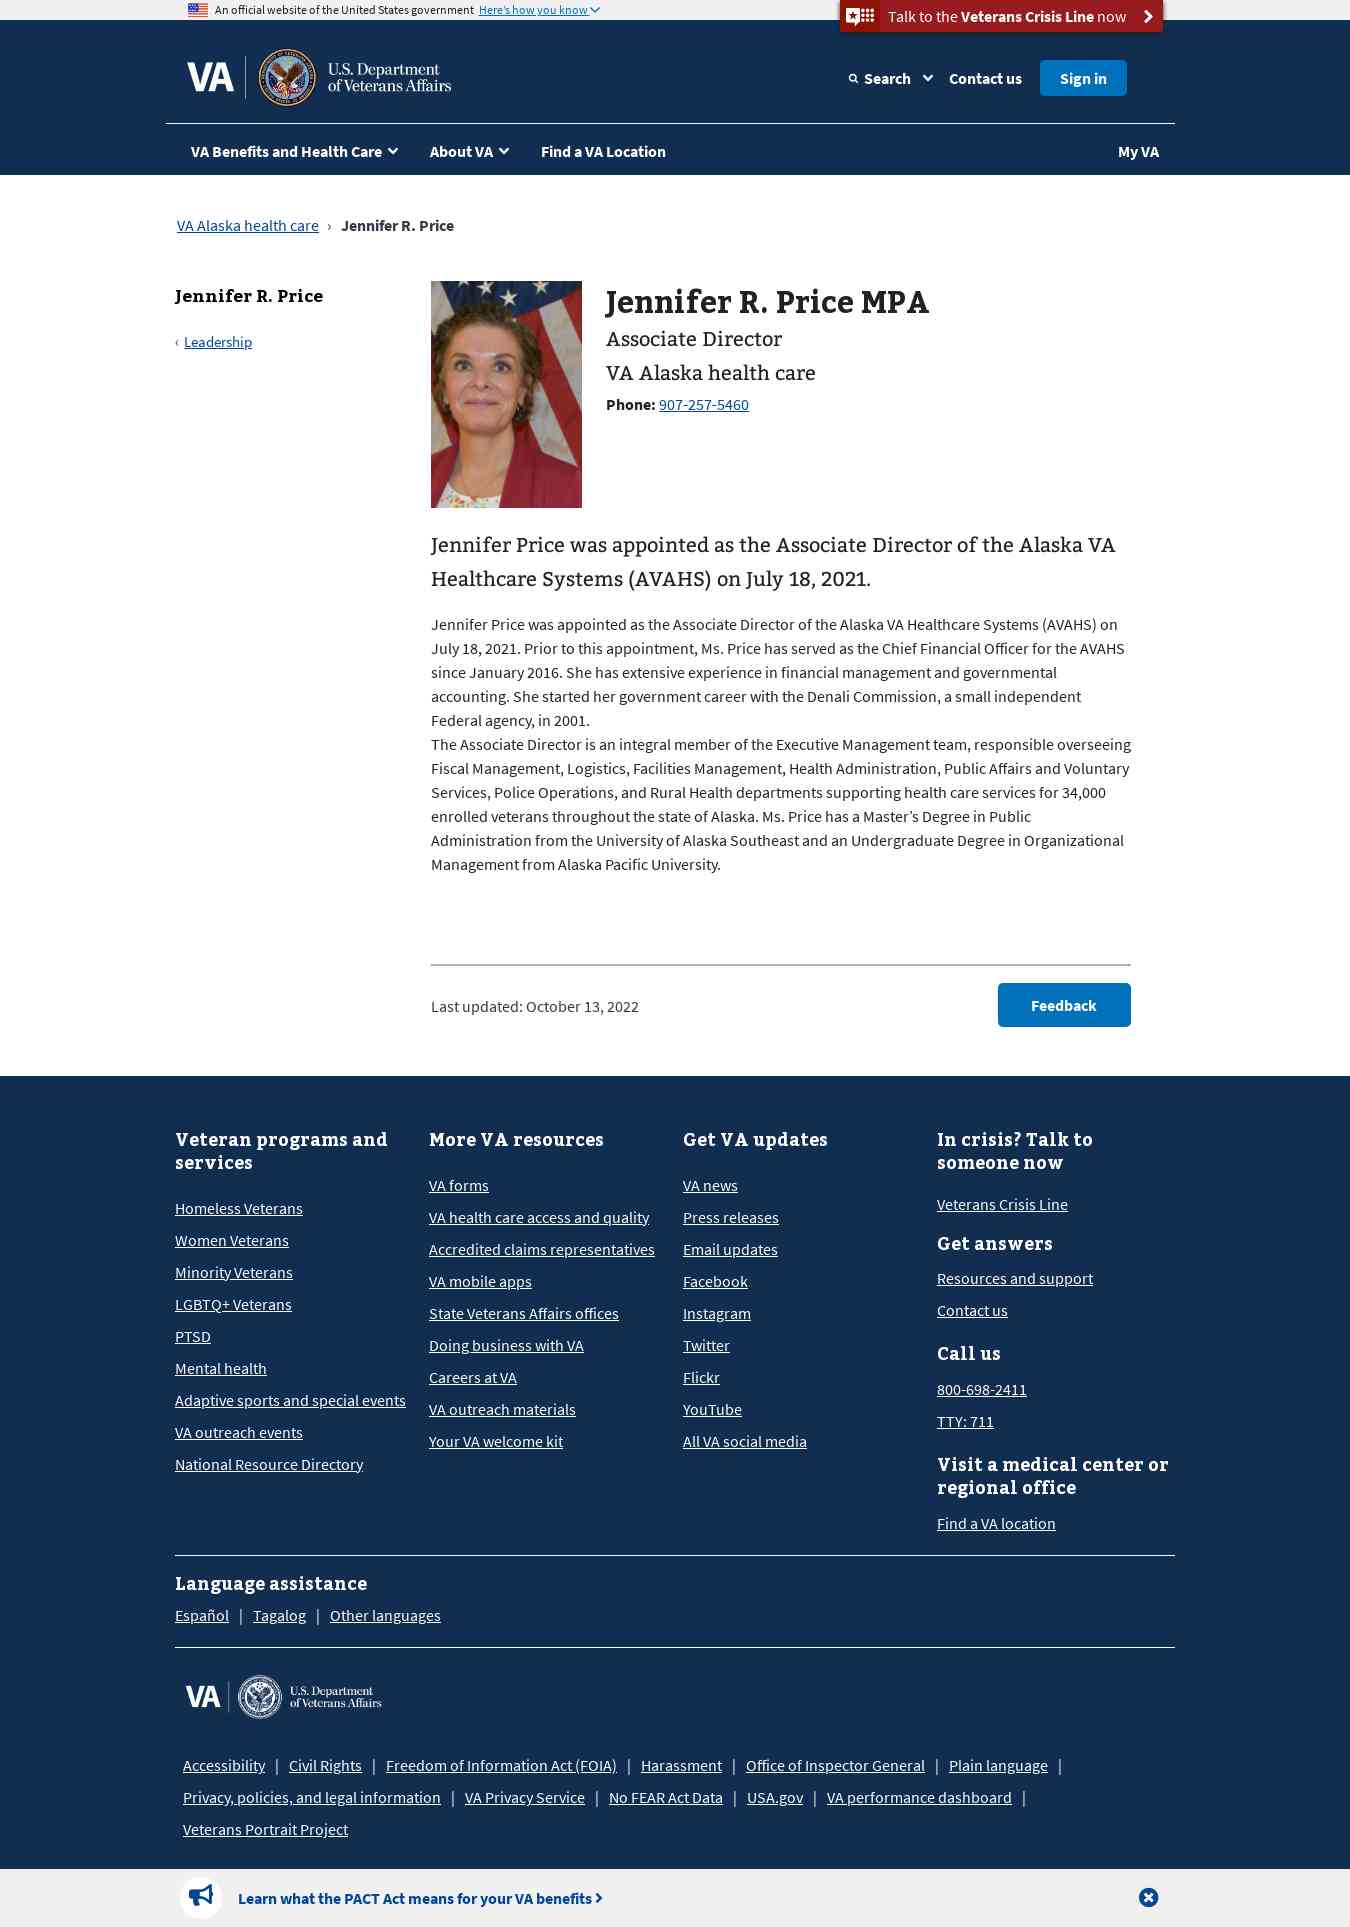 An official website of the United States government Here's how you know
Talk to the Veterans Crisis Line now
VA
U.S. Department
of Veterans Affairs
Search
Contact us
Sign in
VA Benefits and Health Care
About VA
Find a VA Location
My VA
VA Alaska health care › Jennifer R. Price
Jennifer R. Price
‹ Leadership
Jennifer R. Price MPA
Associate Director
VA Alaska health care
Phone: 907-257-5460
Jennifer Price was appointed as the Associate Director of the Alaska VA
Healthcare Systems (AVAHS) on July 18, 2021.
Jennifer Price was appointed as the Associate Director of the Alaska VA Healthcare Systems (AVAHS) on
July 18, 2021. Prior to this appointment, Ms. Price has served as the Chief Financial Officer for the AVAHS
since January 2016. She has extensive experience in financial management and governmental
accounting. She started her government career with the Denali Commission, a small independent
Federal agency, in 2001.
The Associate Director is an integral member of the Executive Management team, responsible overseeing
Fiscal Management, Logistics, Facilities Management, Health Administration, Public Affairs and Voluntary
Services, Police Operations, and Rural Health departments supporting health care services for 34,000
enrolled veterans throughout the state of Alaska. Ms. Price has a Master’s Degree in Public
Administration from the University of Alaska Southeast and an Undergraduate Degree in Organizational
Management from Alaska Pacific University.
Last updated: October 13, 2022
Feedback
Veteran programs and
services
Homeless Veterans
Women Veterans
Minority Veterans
LGBTQ+ Veterans
PTSD
Mental health
Adaptive sports and special events
VA outreach events
National Resource Directory
More VA resources
VA forms
VA health care access and quality
Accredited claims representatives
VA mobile apps
State Veterans Affairs offices
Doing business with VA
Careers at VA
VA outreach materials
Your VA welcome kit
Get VA updates
VA news
Press releases
Email updates
Facebook
Instagram
Twitter
Flickr
YouTube
All VA social media
In crisis? Talk to
someone now
Veterans Crisis Line
Get answers
Resources and support
Contact us
Call us
800-698-2411
TTY: 711
Visit a medical center or
regional office
Find a VA location
Language assistance
Español | Tagalog | Other languages
VA
U.S. Department
of Veterans Affairs
Accessibility | Civil Rights | Freedom of Information Act (FOIA) | Harassment | Office of Inspector General | Plain language |
Privacy, policies, and legal information | VA Privacy Service | No FEAR Act Data | USA.gov | VA performance dashboard |
Veterans Portrait Project
Learn what the PACT Act means for your VA benefits